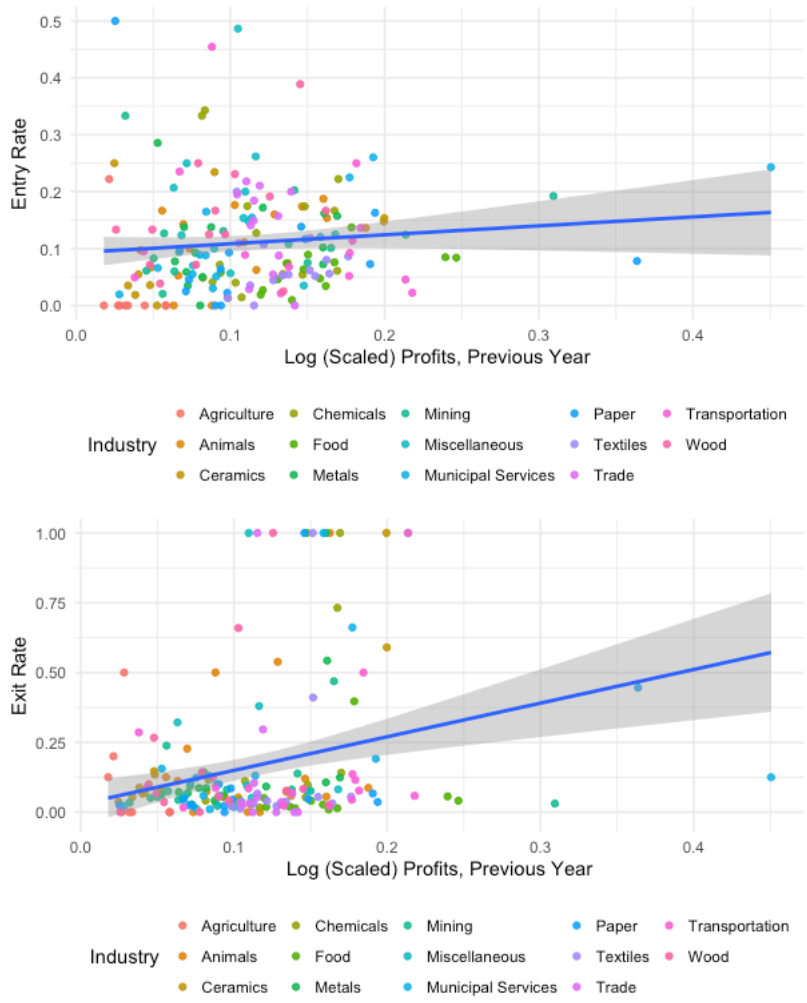 0.5
0.4
0.3
0.2
0.1
0.0
Entry Rate
0.0 0.1 0.2 0.3 0.4
Log (Scaled) Profits, Previous Year
Industry
Agriculture Chemicals Mining Paper Transportation
Animals Food Miscellaneous Textiles Wood
Ceramics Metals Municipal Services Trade
1.00
0.75
0.50
0.25
0.00
Exit Rate
0.0 0.1 0.2 0.3 0.4
Log (Scaled) Profits, Previous Year
Industry
Agriculture Chemicals Mining Paper Transportation
Animals Food Miscellaneous Textiles Wood
Ceramics Metals Municipal Services Trade